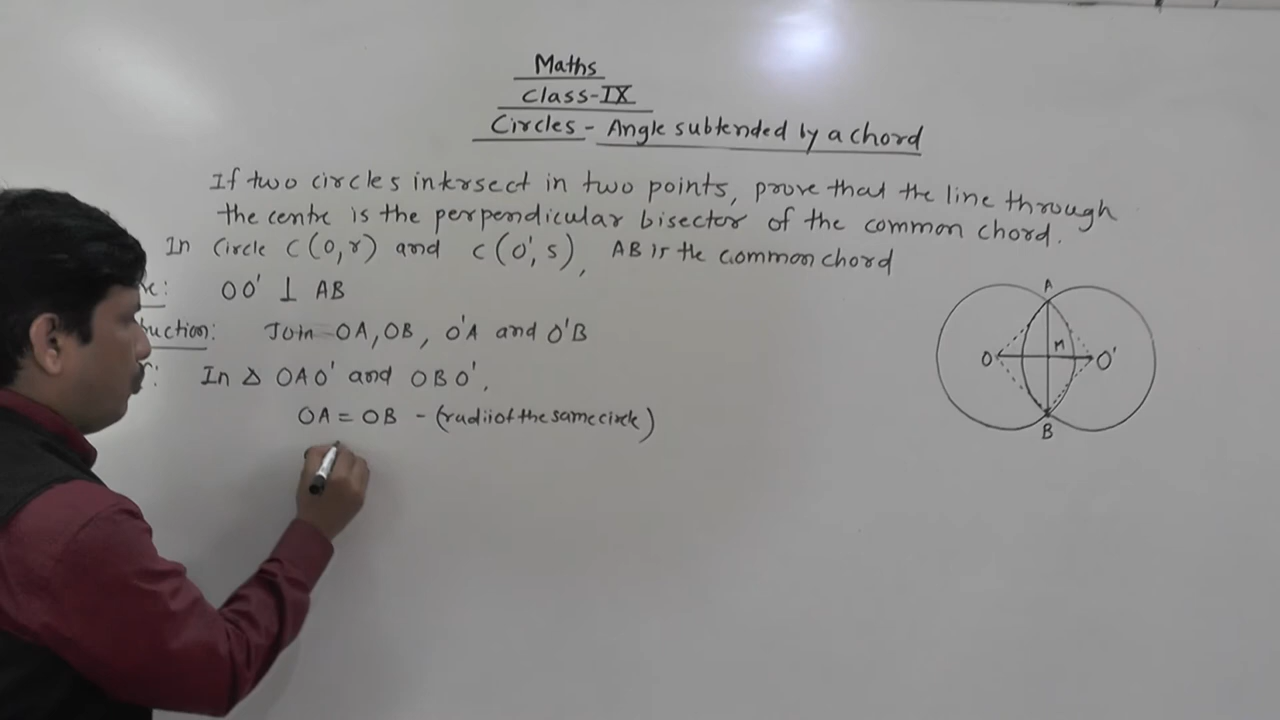 Maths
Class-IX
Circles - Angle subtended by a chord
If two circles intersect in two points, prove that the line through
the centre is the perpendicular bisector of the common chord.
In Circle C(O,r) and C(O',s), AB is the common chord
OO' ⊥ AB
uction: Join OA, OB, O'A and O'B
In Δ OAO' and OBO',
OA = OB - (radii of the same circle)
A
O M O'
B